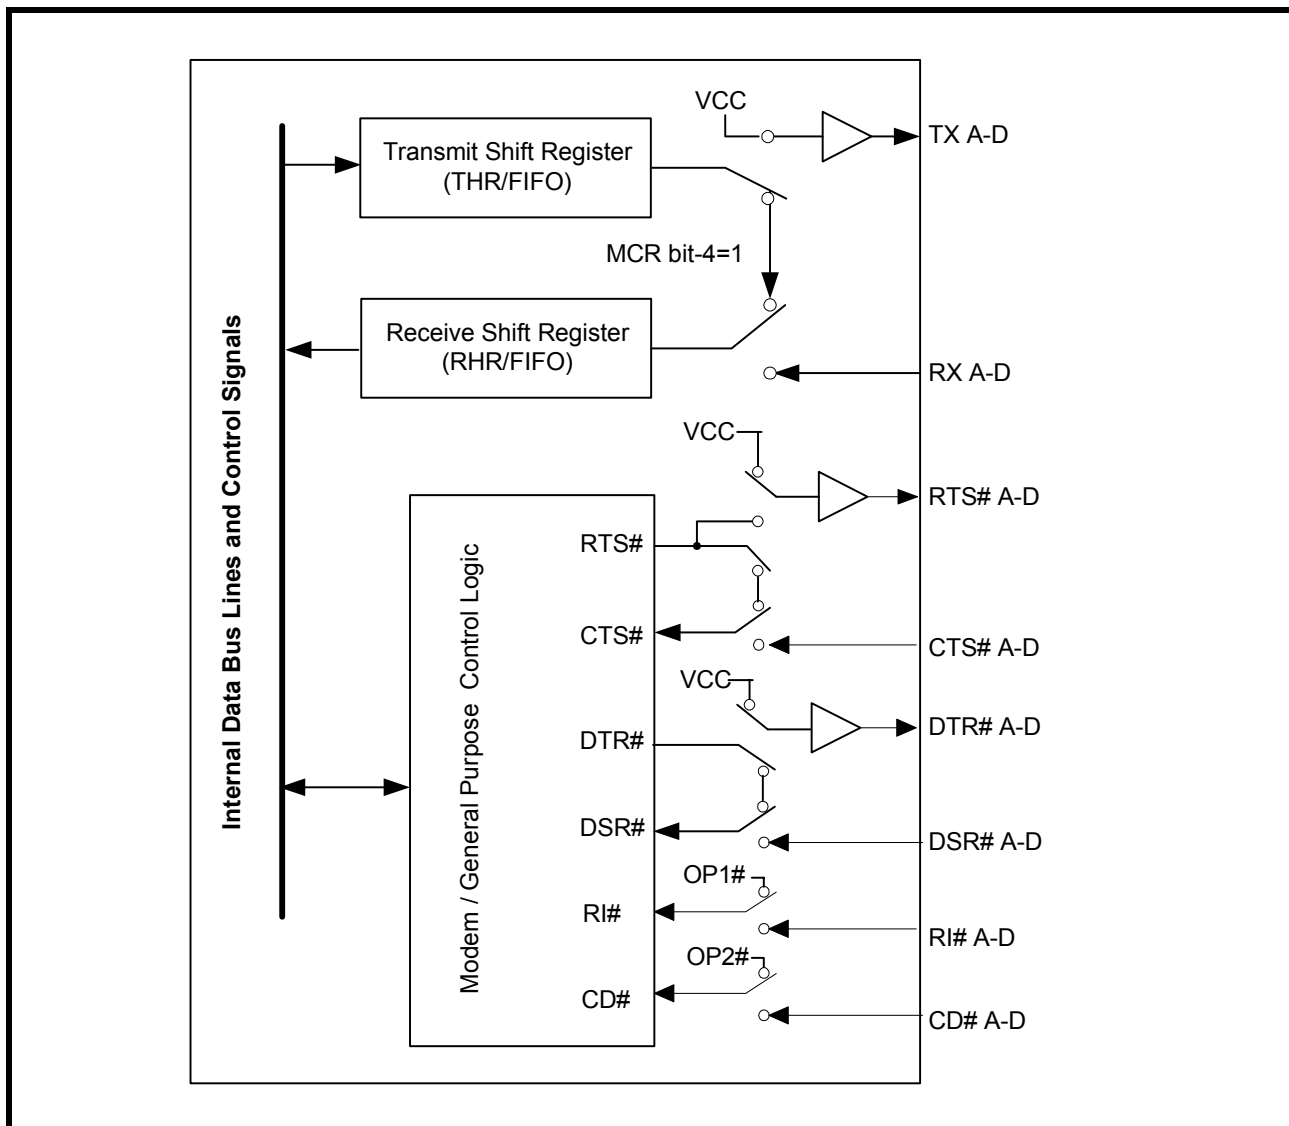 VCC
TX A-D
Transmit Shift Register
(THR/FIFO)
MCR bit-4=1
Receive Shift Register
(RHR/FIFO)
RX A-D
Internal Data Bus Lines and Control Signals
VCC
RTS# A-D
Modem / General Purpose Control Logic
RTS#
CTS#
CTS# A-D
VCC
DTR# A-D
DTR#
DSR#
DSR# A-D
OP1#
RI#
RI# A-D
OP2#
CD#
CD# A-D